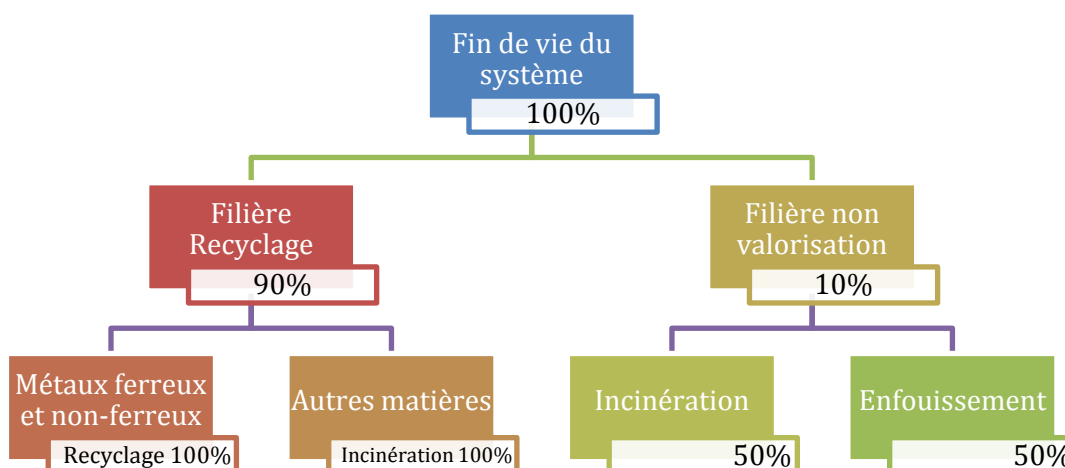 Fin de vie du
système
100%
Filière
Recyclage
90%
Filière non
valorisation
10%
Métaux ferreux
et non-ferreux
Recyclage 100%
Autres matières
Incinération 100%
Incinération
50%
Enfouissement
50%